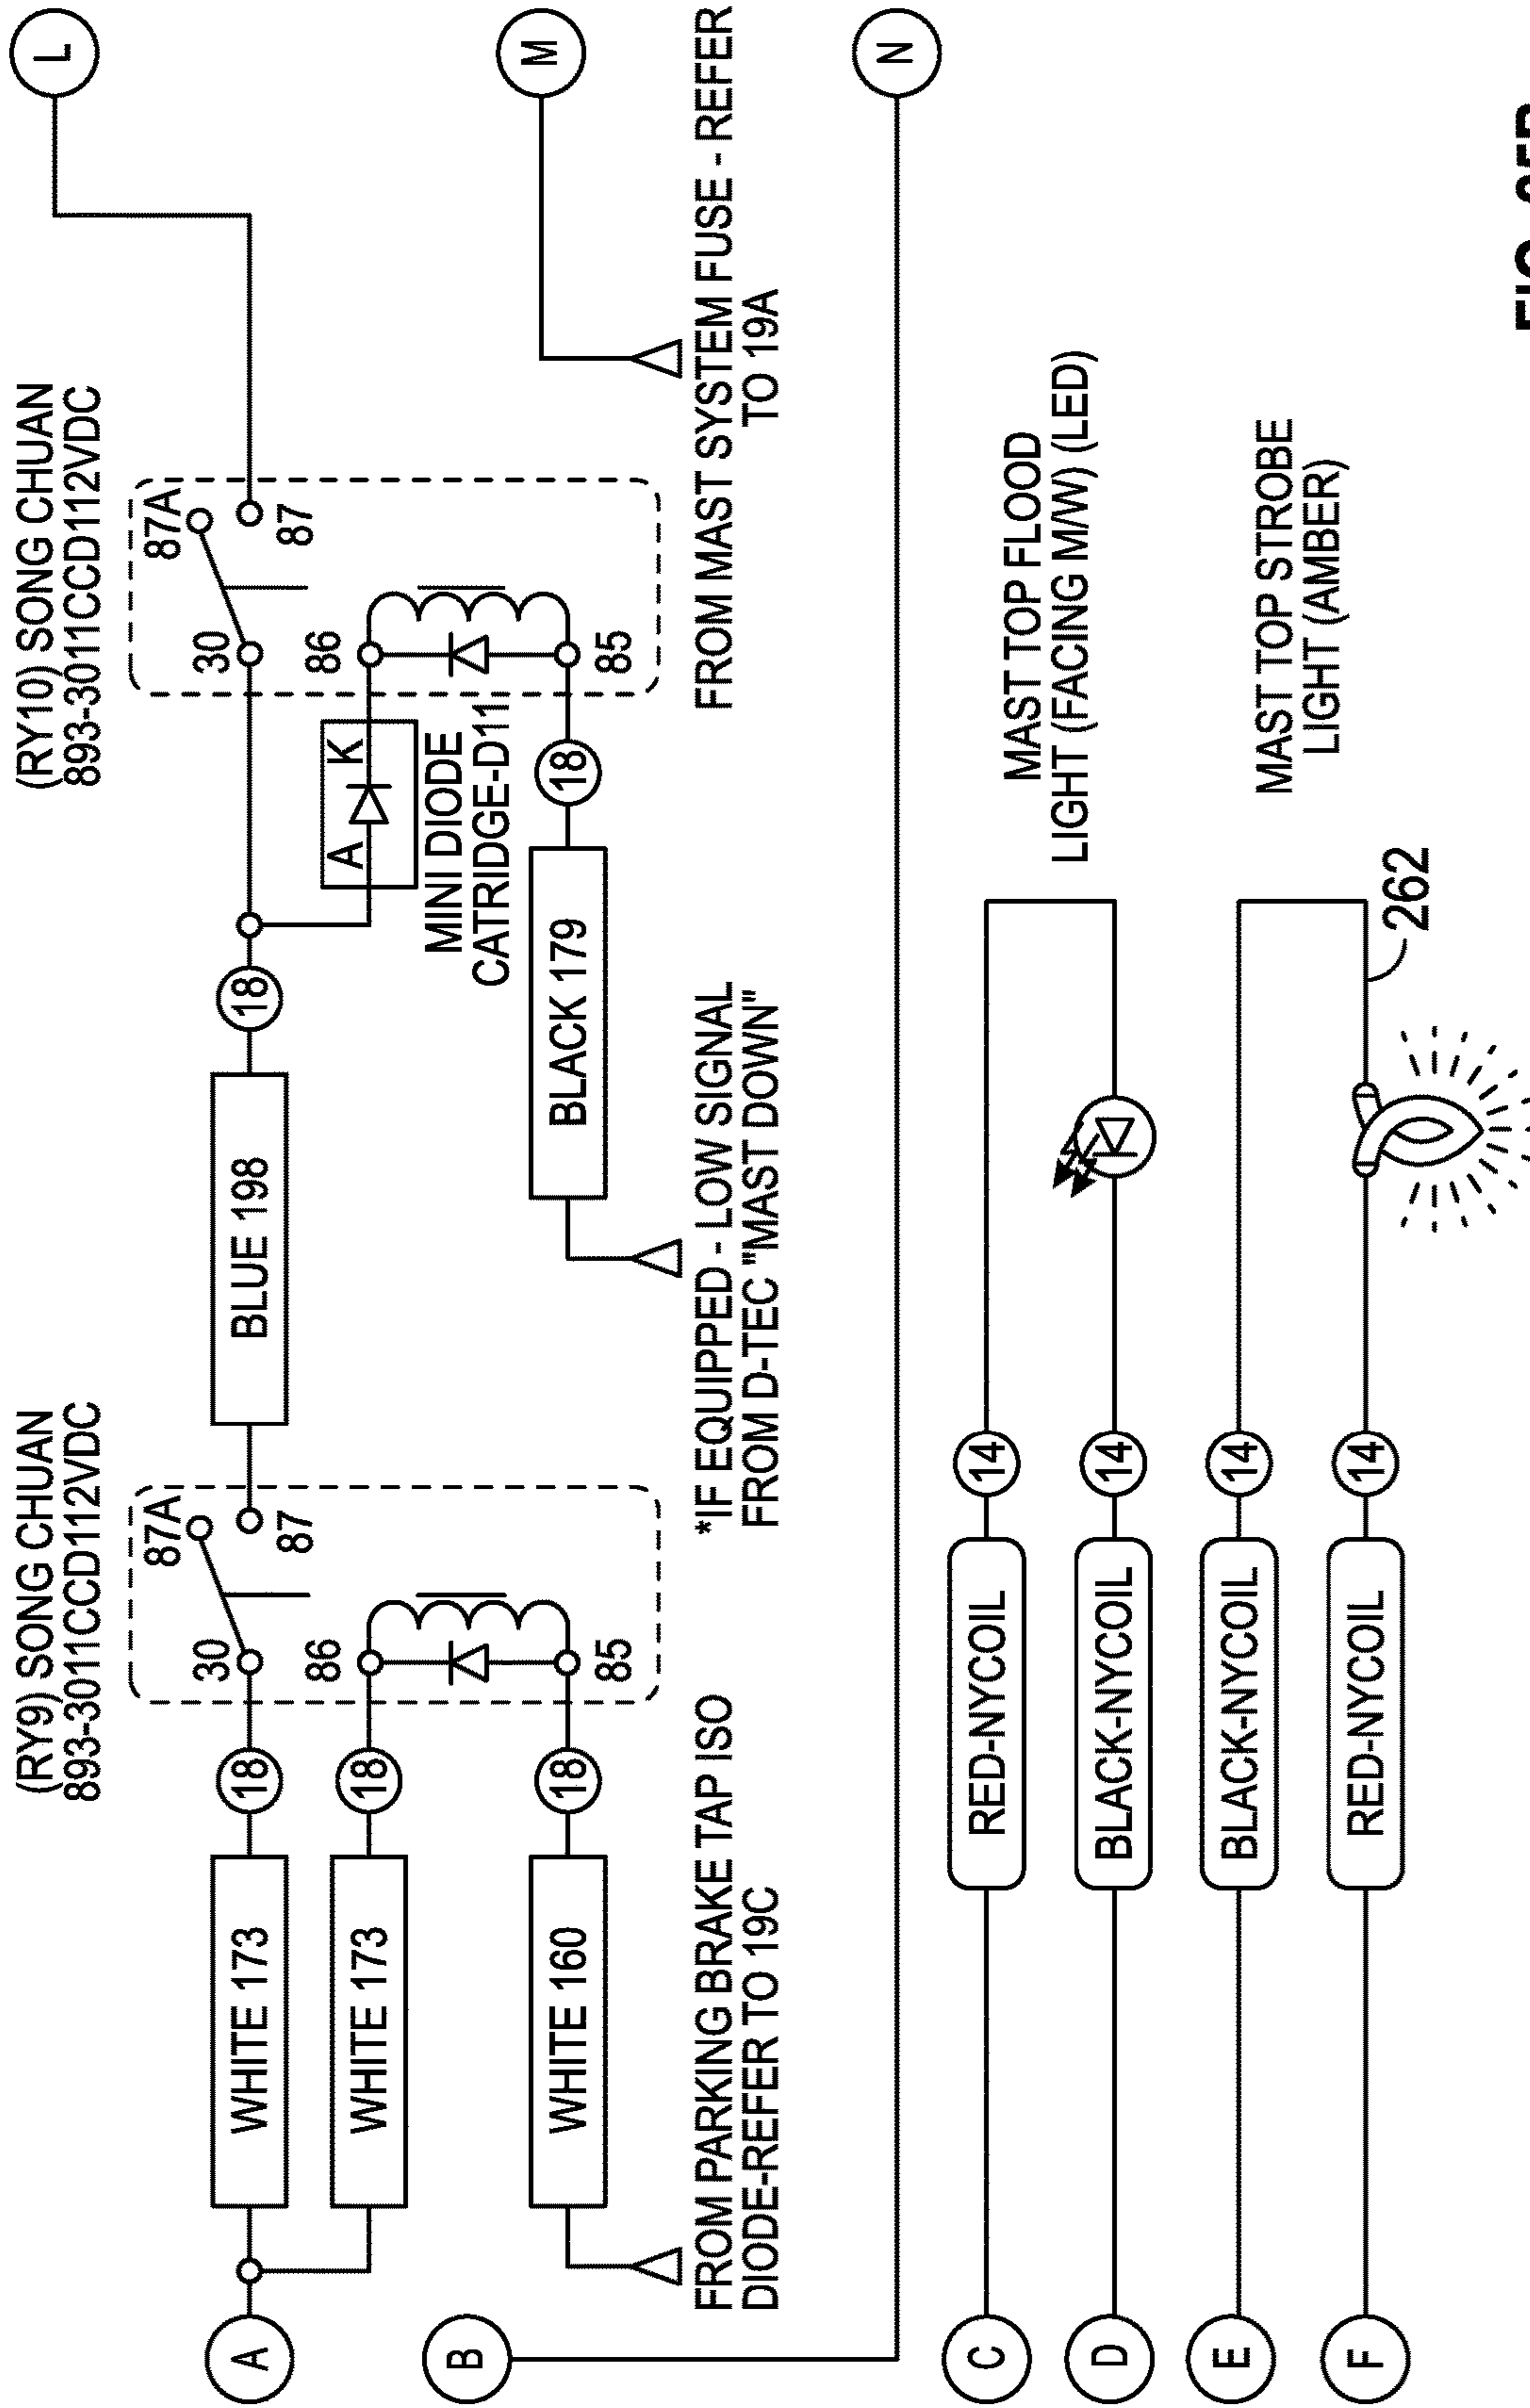 (RY9) SONG CHUAN
893-3011CCD112VDC
(RY10) SONG CHUAN
893-3011CCD112VDC
L
87A
87A
A
WHITE 173
18
30
87
BLUE 198
18
30
87
WHITE 173
18
86
A K
86
MINI DIODE
CATRIDGE-D11
B
WHITE 160
18
85
BLACK 179
18
85
M
FROM PARKING BRAKE TAP ISO
DIODE-REFER TO 19C
*IF EQUIPPED - LOW SIGNAL
FROM D-TEC "MAST DOWN"
FROM MAST SYSTEM FUSE - REFER
TO 19A
N
C
RED-NYCOIL
14
MAST TOP FLOOD
LIGHT (FACING M/W) (LED)
D
BLACK-NYCOIL
14
E
BLACK-NYCOIL
14
MAST TOP STROBE
LIGHT (AMBER)
F
RED-NYCOIL
14
262